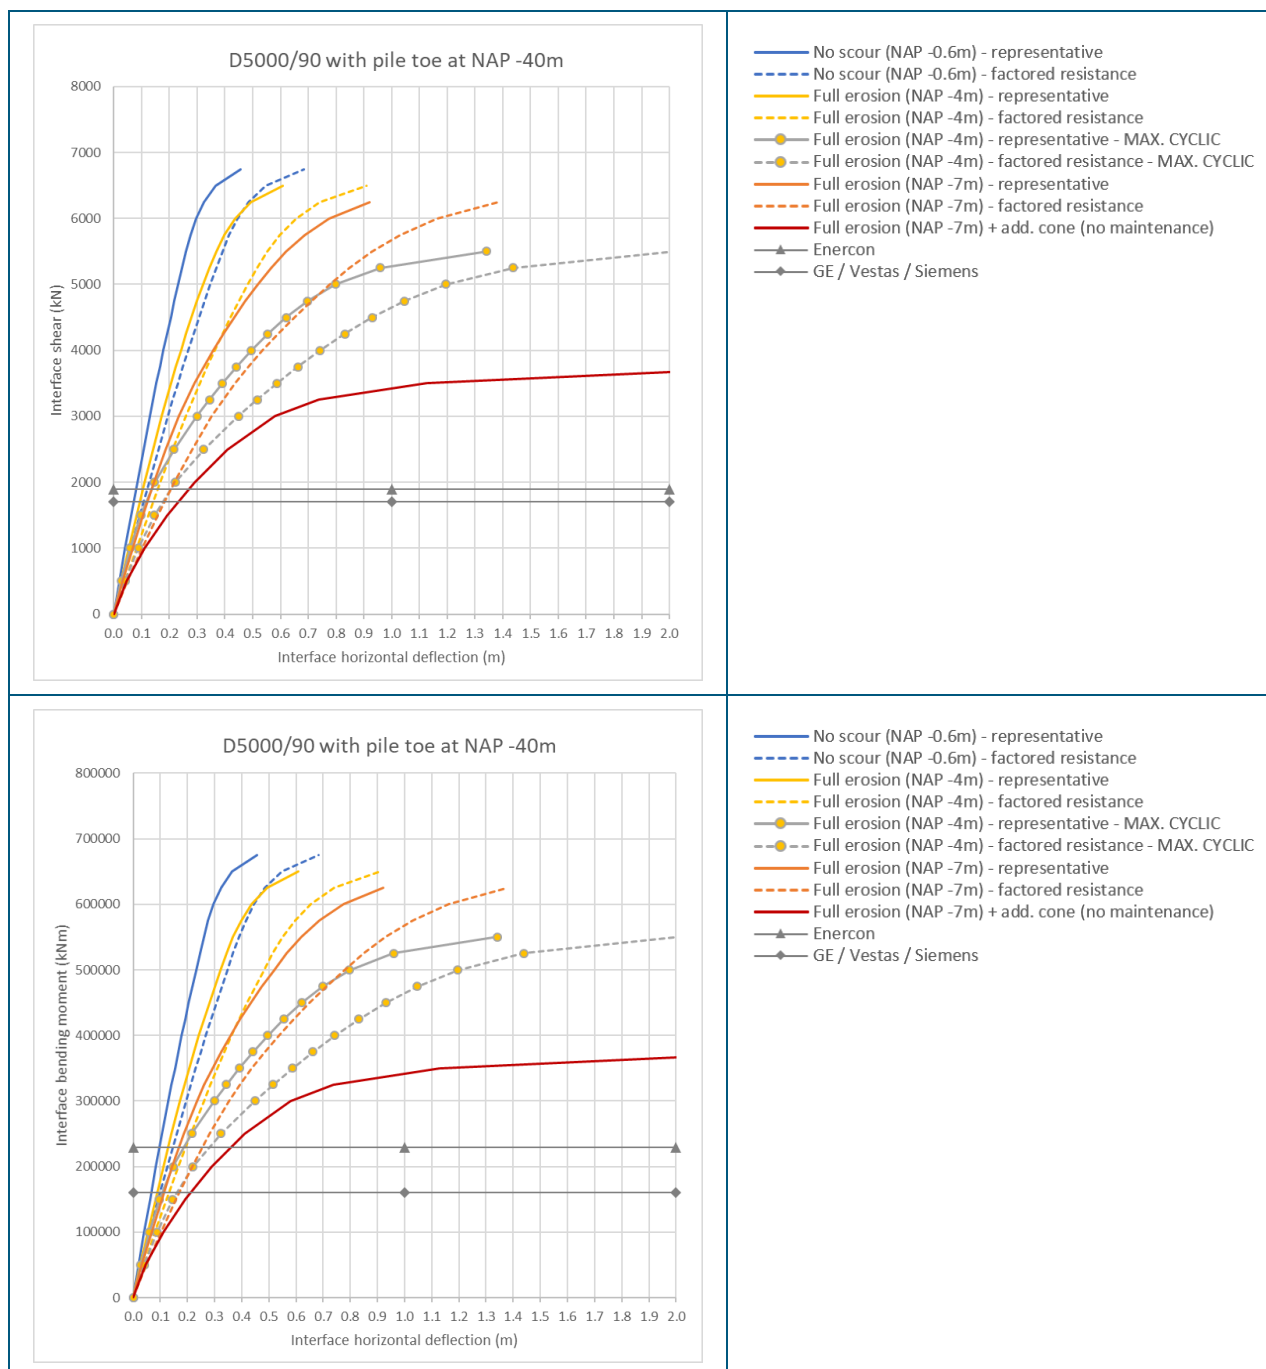 D5000/90 with pile toe at NAP -40m
8000
7000
6000
5000
4000
3000
2000
1000
0
Interface shear (kN)
0.0 0.1 0.2 0.3 0.4 0.5 0.6 0.7 0.8 0.9 1.0 1.1 1.2 1.3 1.4 1.5 1.6 1.7 1.8 1.9 2.0
Interface horizontal deflection (m)
No scour (NAP -0.6m) - representative
No scour (NAP -0.6m) - factored resistance
Full erosion (NAP -4m) - representative
Full erosion (NAP -4m) - factored resistance
Full erosion (NAP -4m) - representative - MAX. CYCLIC
Full erosion (NAP -4m) - factored resistance - MAX. CYCLIC
Full erosion (NAP -7m) - representative
Full erosion (NAP -7m) - factored resistance
Full erosion (NAP -7m) + add. cone (no maintenance)
Enercon
GE / Vestas / Siemens
D5000/90 with pile toe at NAP -40m
800000
700000
600000
500000
400000
300000
200000
100000
0
Interface bending moment (kNm)
0.0 0.1 0.2 0.3 0.4 0.5 0.6 0.7 0.8 0.9 1.0 1.1 1.2 1.3 1.4 1.5 1.6 1.7 1.8 1.9 2.0
Interface horizontal deflection (m)
No scour (NAP -0.6m) - representative
No scour (NAP -0.6m) - factored resistance
Full erosion (NAP -4m) - representative
Full erosion (NAP -4m) - factored resistance
Full erosion (NAP -4m) - representative - MAX. CYCLIC
Full erosion (NAP -4m) - factored resistance - MAX. CYCLIC
Full erosion (NAP -7m) - representative
Full erosion (NAP -7m) - factored resistance
Full erosion (NAP -7m) + add. cone (no maintenance)
Enercon
GE / Vestas / Siemens